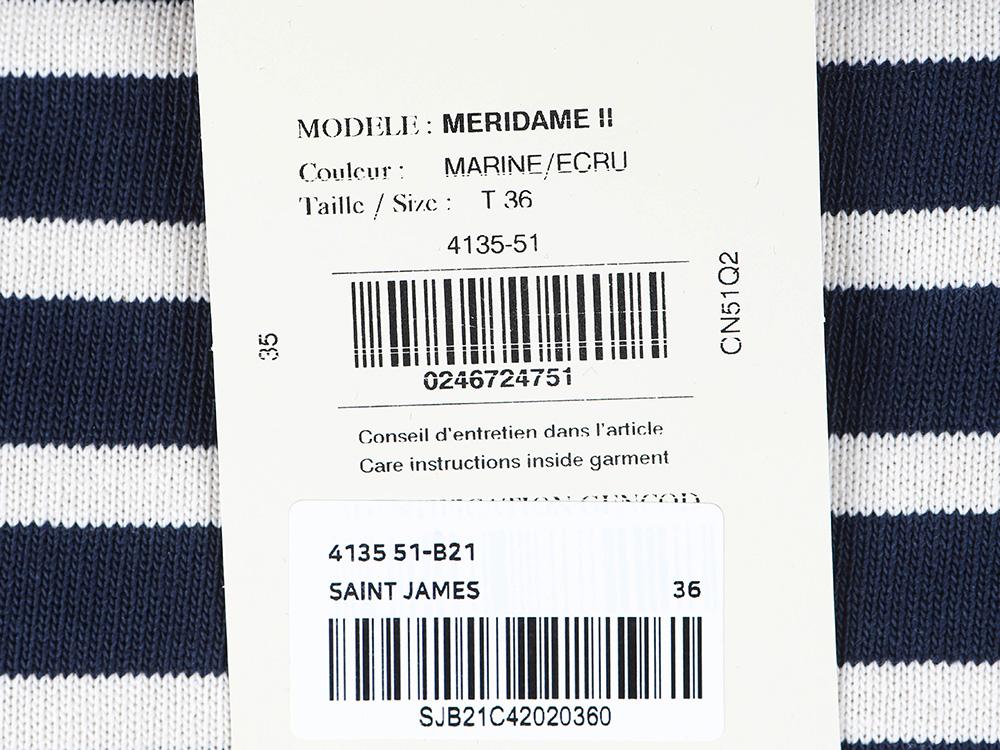 MODELE : MERIDAME II
Couleur : MARINE/ECRU
Taille / Size : T 36
4135-51
35
CN51Q2
0246724751
Conseil d'entretien dans l'article
Care instructions inside garment
GENCOD
4135 51-B21
SAINT JAMES 36
SJB21C42020360